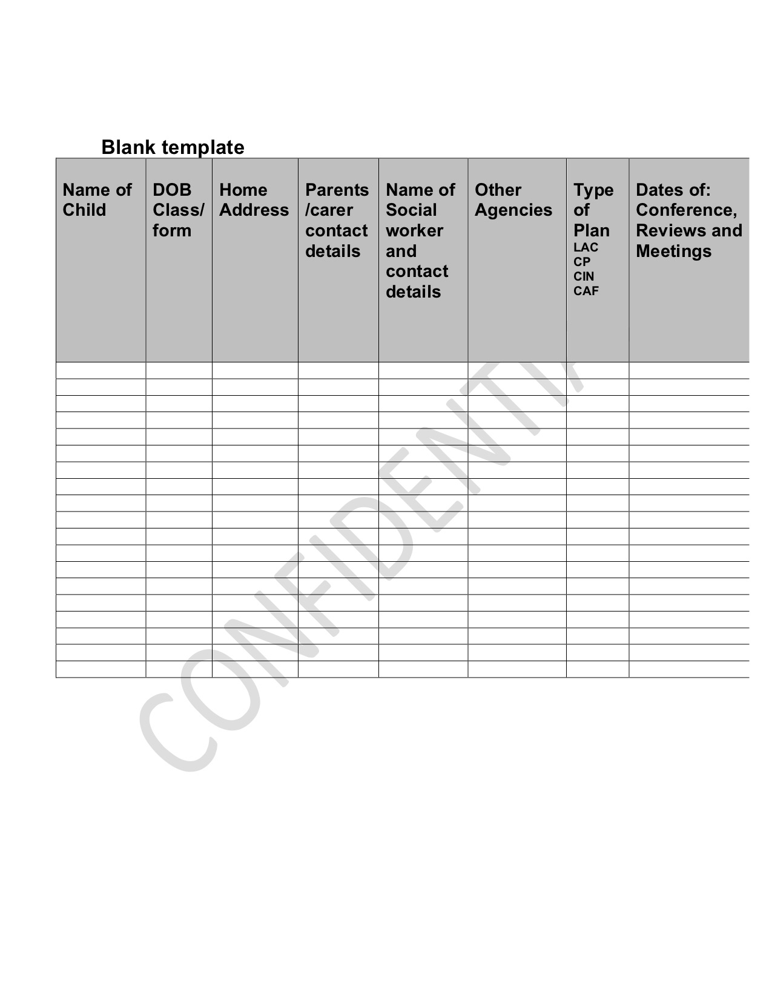 Blank template
Name of
Child
DOB
Class/
form
Home
Address
Parents
/carer
contact
details
Name of
Social
worker
and
contact
details
Other
Agencies
Type
of
Plan
LAC
CP
CIN
CAF
Dates of:
Conference,
Reviews and
Meetings
CONFIDENTIA